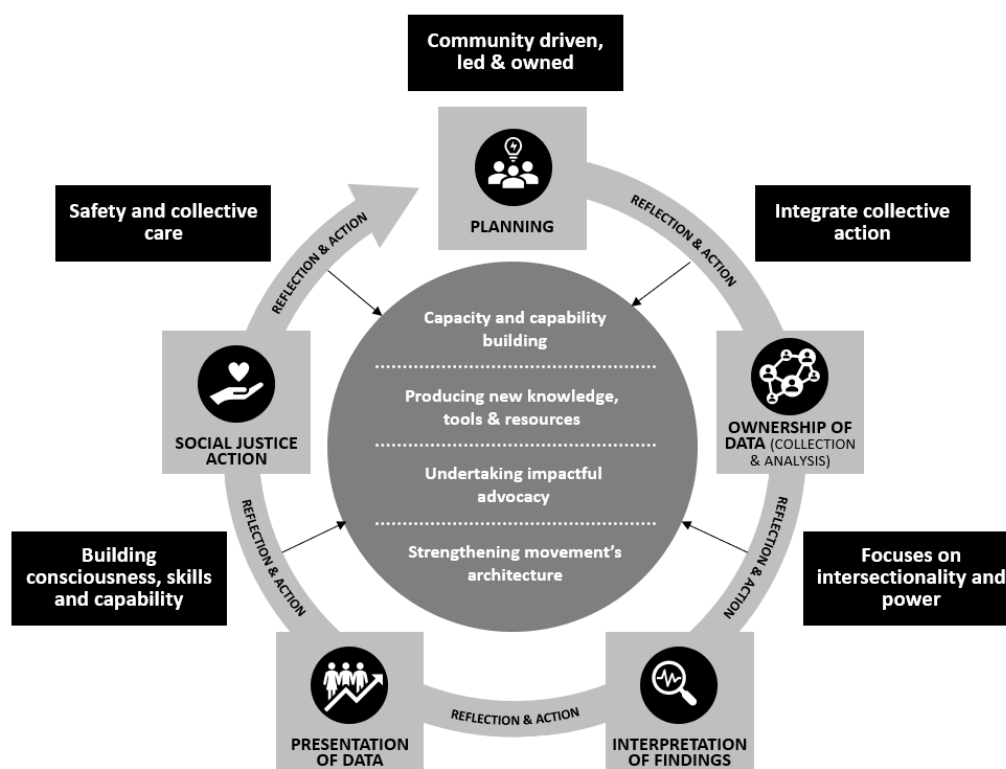 Community driven,
led & owned
PLANNING
Safety and collective
care
Integrate collective
action
REFLECTION & ACTION
REFLECTION & ACTION
Capacity and capability
building
Producing new knowledge,
tools & resources
Undertaking impactful
advocacy
Strengthening movement’s
architecture
SOCIAL JUSTICE
ACTION
OWNERSHIP OF
DATA (COLLECTION
& ANALYSIS)
REFLECTION & ACTION
REFLECTION & ACTION
Building
consciousness, skills
and capability
Focuses on
intersectionality and
power
PRESENTATION
OF DATA
REFLECTION & ACTION
INTERPRETATION
OF FINDINGS